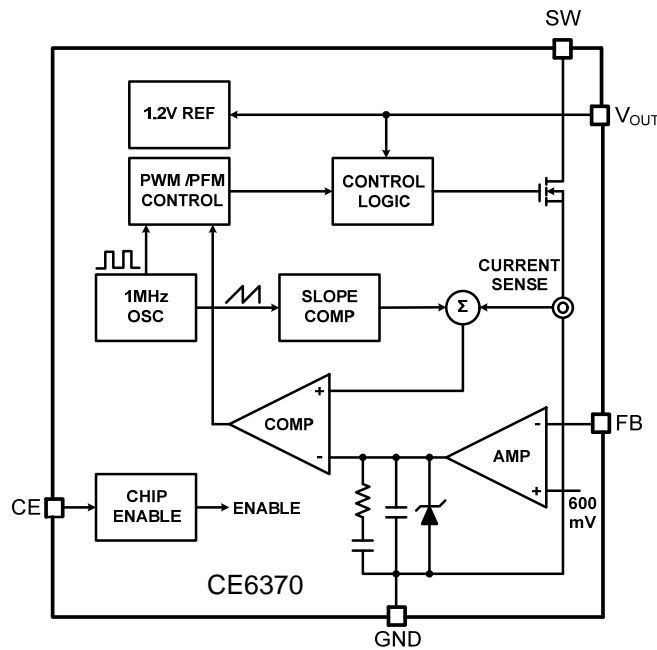 SW
1.2V REF
VOUT
PWM /PFM
CONTROL
CONTROL
LOGIC
CURRENT
SENSE
1MHz
OSC
SLOPE
COMP
Σ
+
COMP
-
-
FB
AMP
+
600
mV
CE
CHIP
ENABLE
ENABLE
CE6370
GND